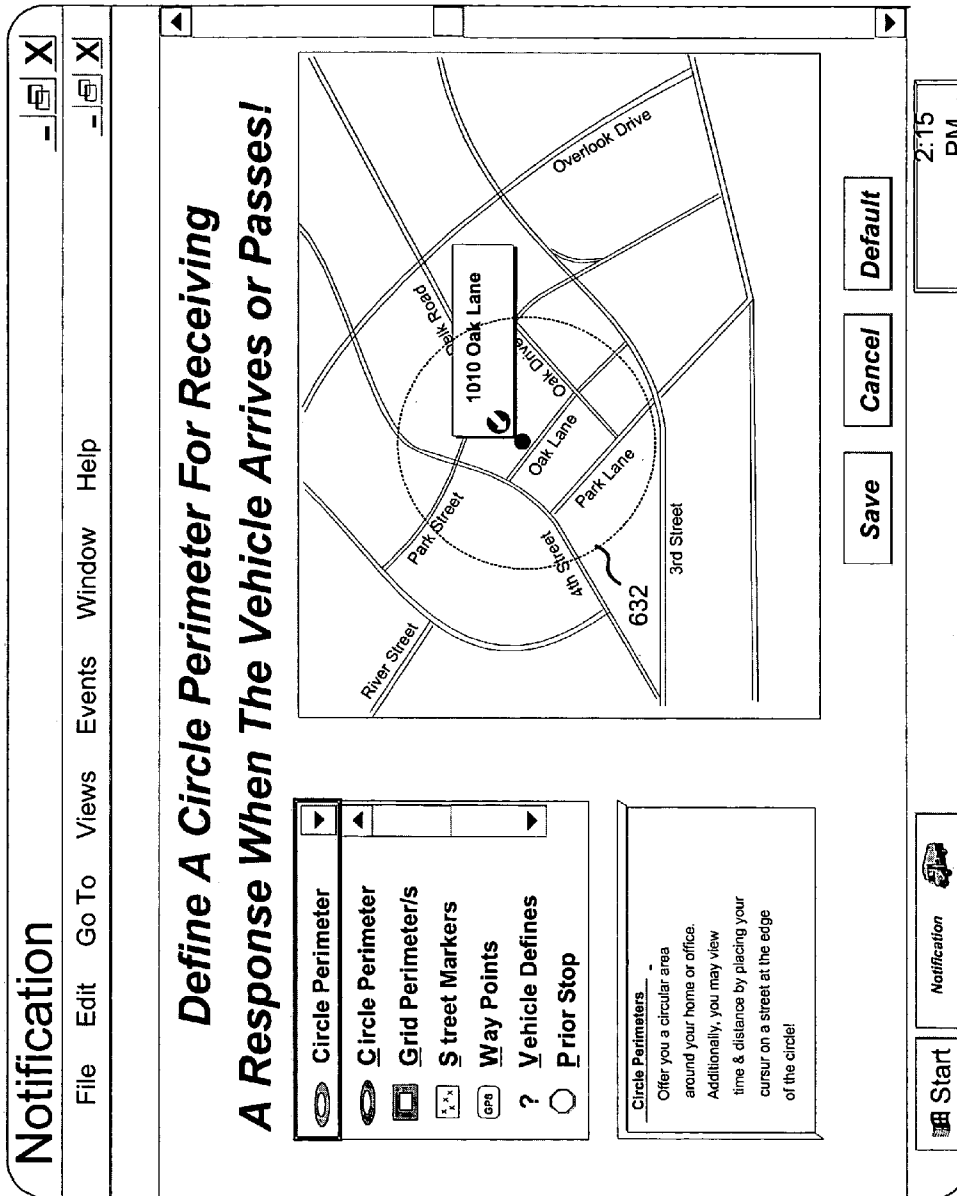 Notification
File Edit Go To Views Events Window Help
Define A Circle Perimeter For Receiving
A Response When The Vehicle Arrives or Passes!
Circle Perimeter
Circle Perimeter
Grid Perimeter/s
Street Markers
GPS Way Points
? Vehicle Defines
Prior Stop
Circle Perimeters
Offer you a circular area
around your home or office.
Additionally, you may view
time & distance by placing your
cursur on a street at the edge
of the circle!
River Street
Park Street
Delk Road
Overlook Drive
1010 Oak Lane
Oak Drive
Oak Lane
Park Lane
4th Street
632
3rd Street
Save Cancel Default
Start
Notification
2:15
PM